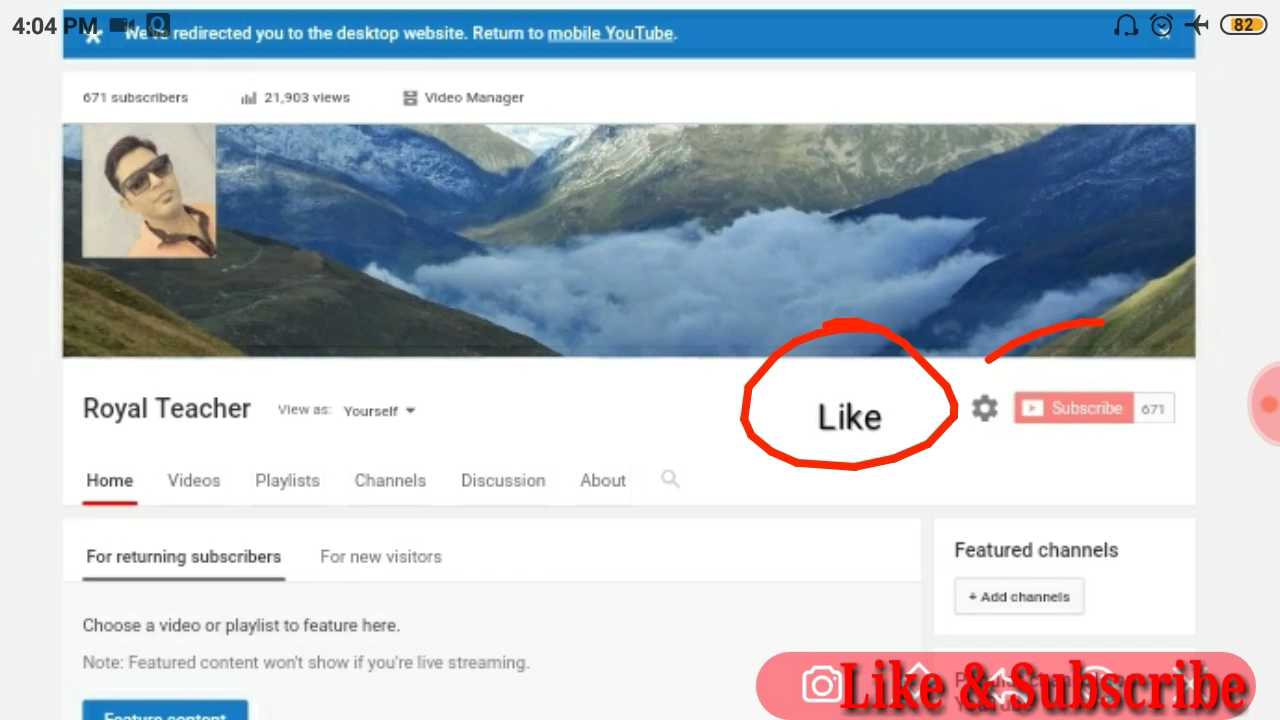 4:04 PM
82
We've redirected you to the desktop website. Return to mobile YouTube.
671 subscribers
21,903 views
Video Manager
Royal Teacher
View as: Yourself
Like
Subscribe 671
Home Videos Playlists Channels Discussion About
For returning subscribers
For new visitors
Featured channels
+ Add channels
Choose a video or playlist to feature here.
Note: Featured content won't show if you're live streaming.
Feature content
Like & Subscribe